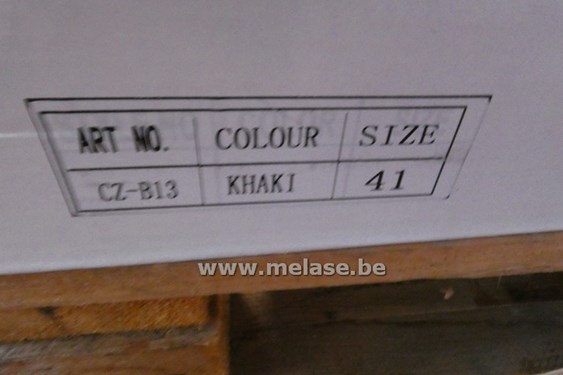 ART NO. COLOUR SIZE
CZ-B13 KHAKI 41
www.melase.be